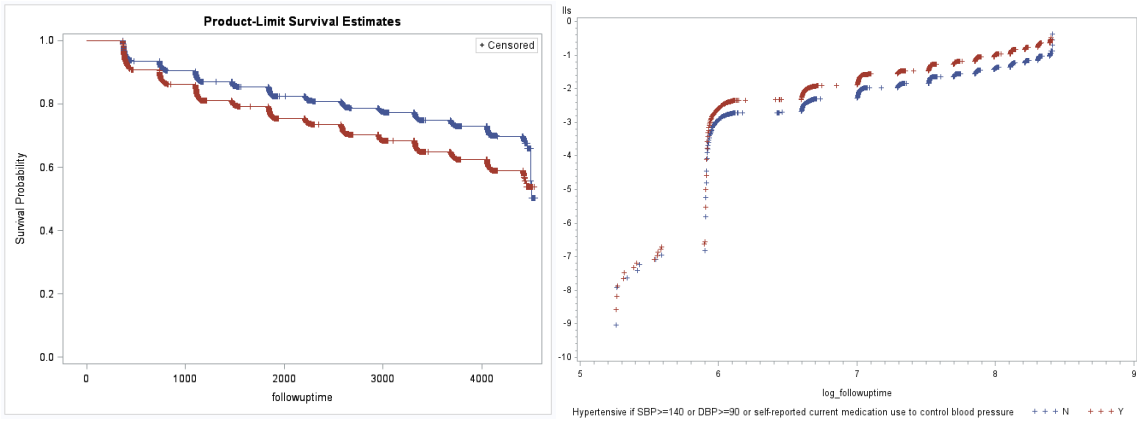 Product-Limit Survival Estimates
+ Censored
Survival Probability
1.0
0.8
0.6
0.4
0.2
0.0
0 1000 2000 3000 4000
followuptime
lls
0
-1
-2
-3
-4
-5
-6
-7
-8
-9
-10
5 6 7 8 9
log_followuptime
Hypertensive if SBP>=140 or DBP>=90 or self-reported current medication use to control blood pressure + + + N + + + Y